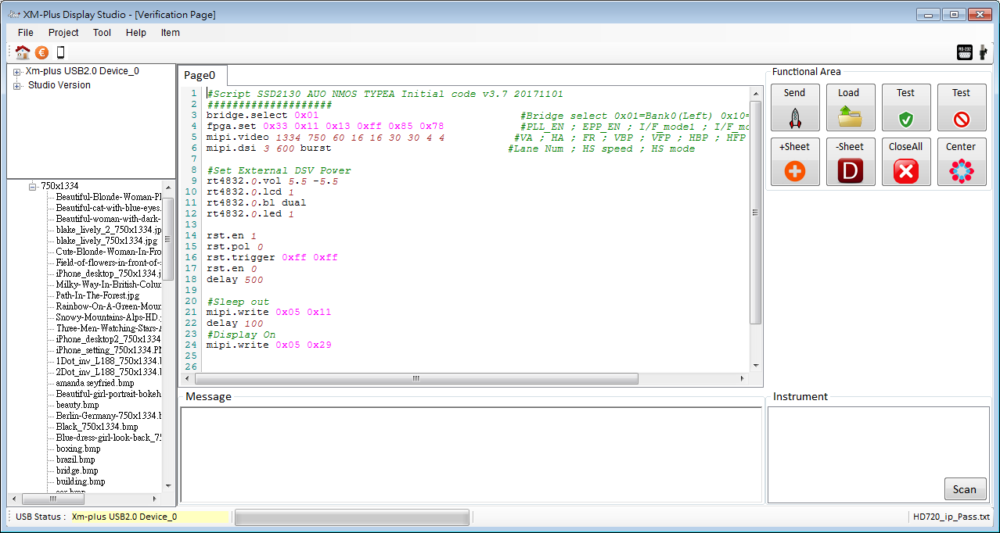 XM-Plus Display Studio - [Verification Page]
File Project Tool Help Item
RS-232
Xm-plus USB2.0 Device_0
Studio Version
750x1334
Beautiful-Blonde-Woman-Pl
Beautiful-cat-with-blue-eyes.
Beautiful-woman-with-dark-
blake_lively_2_750x1334.jp
blake_lively_750x1334.jpg
Cute-Blonde-Woman-In-Fro
Field-of-flowers-in-front-of-
iPhone_desktop_750x1334.j
Milky-Way-In-British-Colum
Path-In-The-Forest.jpg
Rainbow-On-A-Green-Moun
Snowy-Mountains-Alps-HD.
Three-Men-Watching-Stars-
iPhone_desktop2_750x1334
iPhone_setting_750x1334.PN
1Dot_inv_L188_750x1334.b
2Dot_inv_L188_750x1334.b
amanda seyfried.bmp
Beautiful-girl-portrait-bokeh
beauty.bmp
Berlin-Germany-750x1334.b
Black_750x1334.bmp
Blue-dress-girl-look-back_75
boxing.bmp
brazil.bmp
bridge.bmp
building.bmp
Page0
1 #Script SSD2130 AUO NMOS TYPEA Initial code v3.7 20171101
2 ####################
3 bridge.select 0x01 #Bridge select 0x01=Bank0(Left) 0x10=
4 fpga.set 0x33 0x11 0x13 0xff 0x85 0x78 #PLL_EN ; EPP_EN ; I/F_mode1 ; I/F_mo
5 mipi.video 1334 750 60 16 16 30 30 4 4 #VA ; HA ; FR ; VBP ; VFP ; HBP ; HFP
6 mipi.dsi 3 600 burst #Lane Num ; HS speed ; HS mode
7
8 #Set External DSV Power
9 rt4832.0.vol 5.5 -5.5
10 rt4832.0.lcd 1
11 rt4832.0.bl dual
12 rt4832.0.led 1
13
14 rst.en 1
15 rst.pol 0
16 rst.trigger 0xff 0xff
17 rst.en 0
18 delay 500
19
20 #Sleep out
21 mipi.write 0x05 0x11
22 delay 100
23 #Display On
24 mipi.write 0x05 0x29
25
26
Functional Area
Send Load Test Test
+Sheet -Sheet CloseAll Center
D
Message
Instrument
Scan
USB Status : Xm-plus USB2.0 Device_0
HD720_ip_Pass.txt